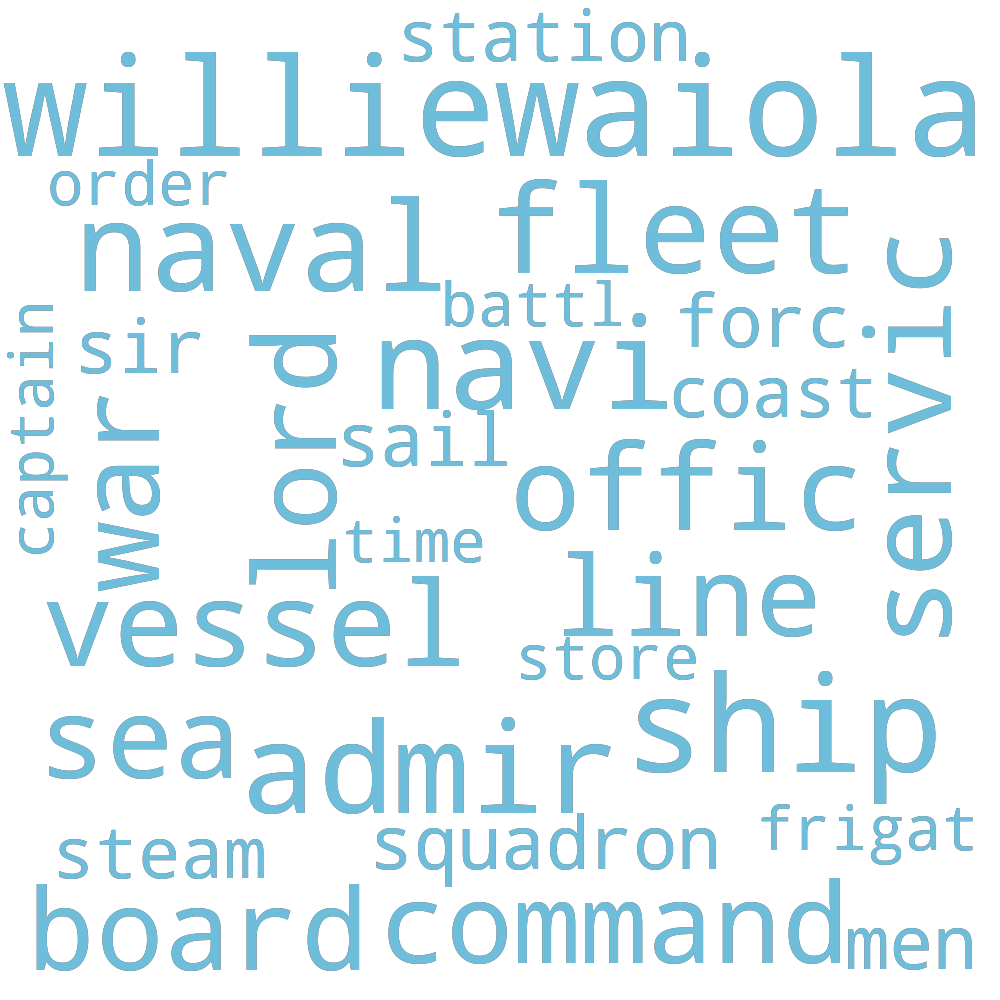 station
williewaiola
order
naval
fleet
servic
battl
forc
captain
sir
lord
navi
coast
war
sail
offic
time
vessel
line
store
ship
sea
admir
frigat
steam
squadron
board
command
men